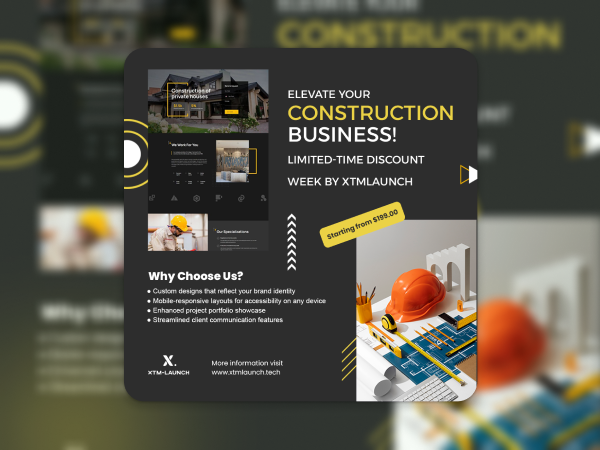 ELEVATE YOUR
CONSTRUCTION
BUSINESS!
LIMITED-TIME DISCOUNT
WEEK BY XTMLAUNCH
Starting from $199.00
Construction of
private houses
We Work For You
Our Specializations
Why Choose Us?
Custom designs that reflect your brand identity
Mobile-responsive layouts for accessibility on any device
Enhanced project portfolio showcase
Streamlined client communication features
X.
XTM-LAUNCH
More information visit
www.xtmlaunch.tech